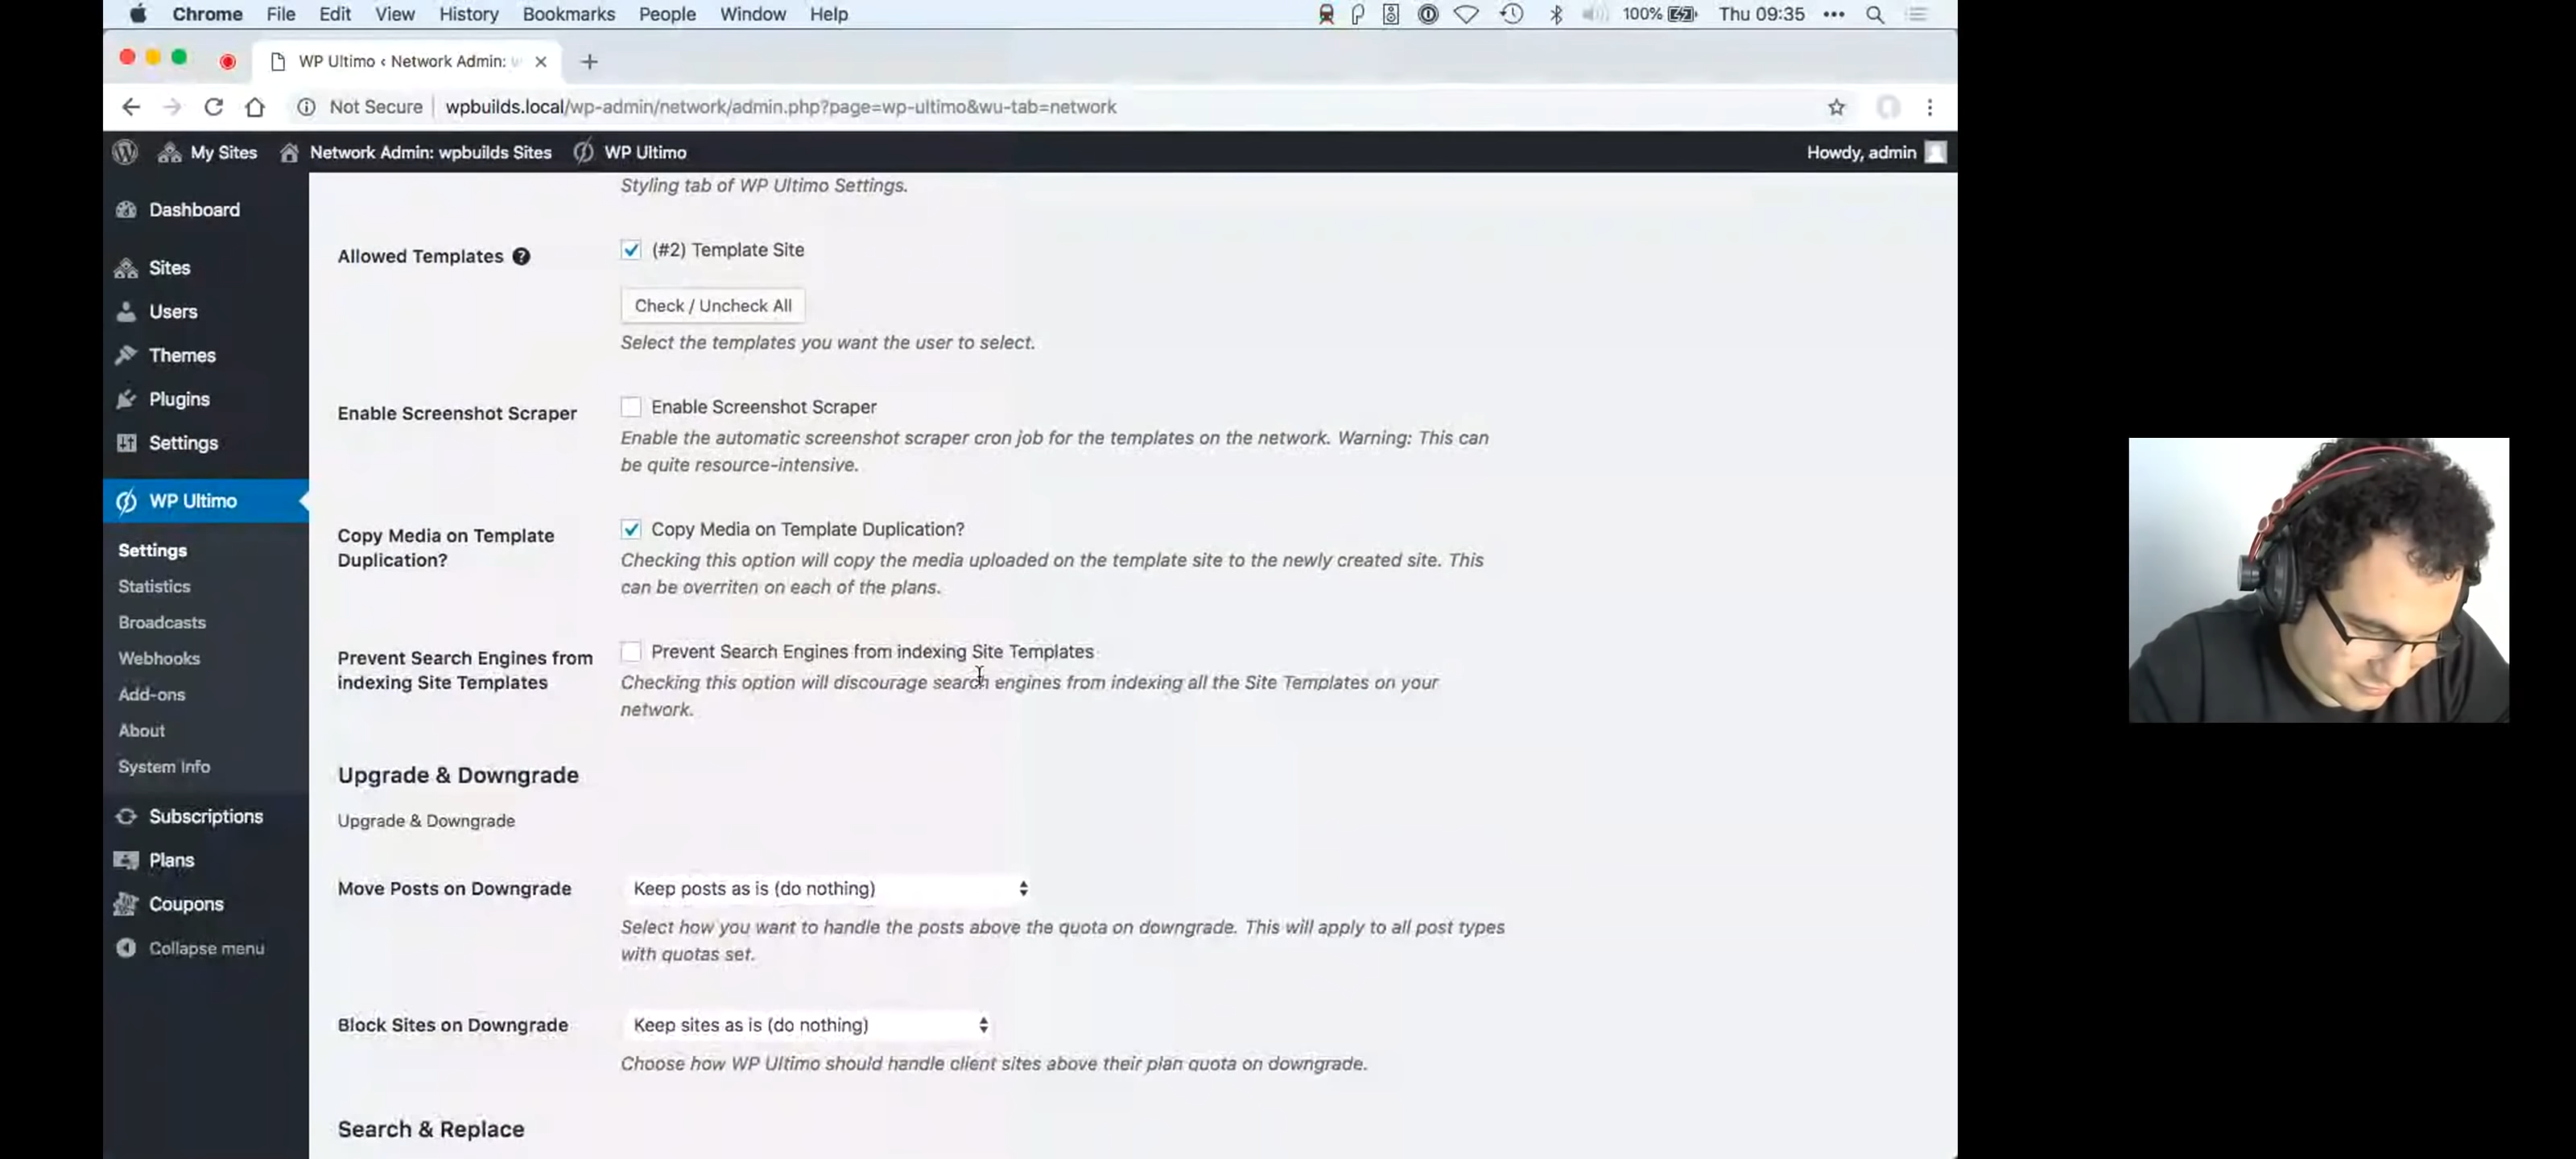 Chrome File Edit View History Bookmarks People Window Help 100% Thu 09:35
WP Ultimo ‹ Network Admin:
Not Secure wpbuilds.local/wp-admin/network/admin.php?page=wp-ultimo&wu-tab=network
My Sites Network Admin: wpbuilds Sites WP Ultimo Howdy, admin
Dashboard
Sites
Users
Themes
Plugins
Settings
WP Ultimo
Settings
Statistics
Broadcasts
Webhooks
Add-ons
About
System Info
Subscriptions
Plans
Coupons
Collapse menu
Styling tab of WP Ultimo Settings.
Allowed Templates ?
(#2) Template Site
Check / Uncheck All
Select the templates you want the user to select.
Enable Screenshot Scraper
Enable Screenshot Scraper
Enable the automatic screenshot scraper cron job for the templates on the network. Warning: This can
be quite resource-intensive.
Copy Media on Template
Duplication?
Copy Media on Template Duplication?
Checking this option will copy the media uploaded on the template site to the newly created site. This
can be overriten on each of the plans.
Prevent Search Engines from
indexing Site Templates
Prevent Search Engines from indexing Site Templates
Checking this option will discourage search engines from indexing all the Site Templates on your
network.
Upgrade & Downgrade
Upgrade & Downgrade
Move Posts on Downgrade
Keep posts as is (do nothing)
Select how you want to handle the posts above the quota on downgrade. This will apply to all post types
with quotas set.
Block Sites on Downgrade
Keep sites as is (do nothing)
Choose how WP Ultimo should handle client sites above their plan quota on downgrade.
Search & Replace